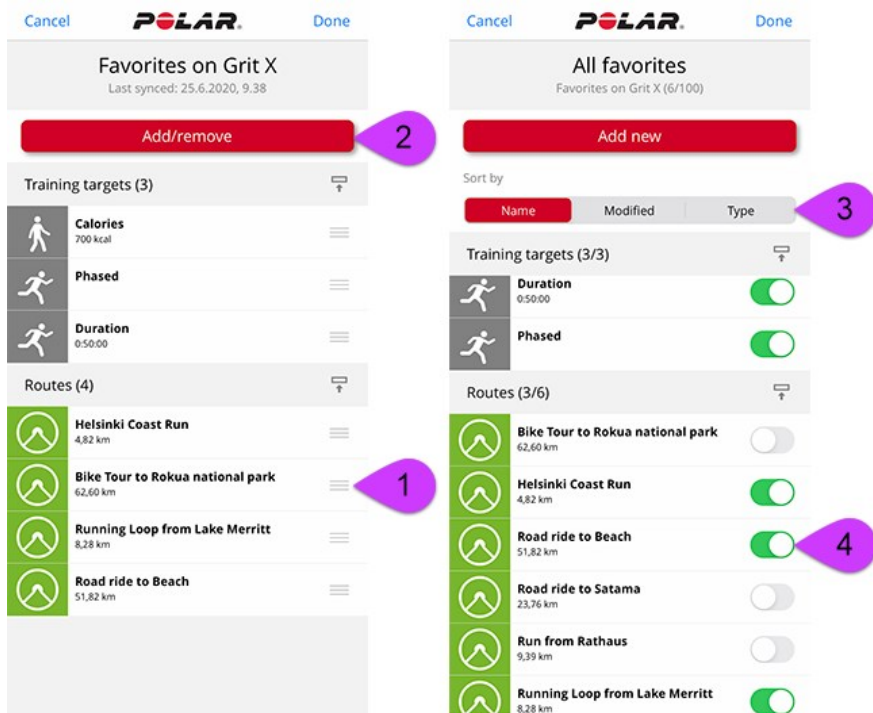 Cancel
POLAR.
Done
Favorites on Grit X
Last synced: 25.6.2020, 9.38
Add/remove
2
Training targets (3)
Calories
700 kcal
Phased
Duration
0:50:00
Routes (4)
Helsinki Coast Run
4,82 km
Bike Tour to Rokua national park
62,60 km
1
Running Loop from Lake Merritt
8,28 km
Road ride to Beach
51,82 km
Cancel
POLAR.
Done
All favorites
Favorites on Grit X (6/100)
Add new
Sort by
Name
Modified
Type
3
Training targets (3/3)
Duration
0:50:00
Phased
Routes (3/6)
Bike Tour to Rokua national park
62,60 km
Helsinki Coast Run
4,82 km
Road ride to Beach
51,82 km
4
Road ride to Satama
23,76 km
Run from Rathaus
9,39 km
Running Loop from Lake Merritt
8,28 km